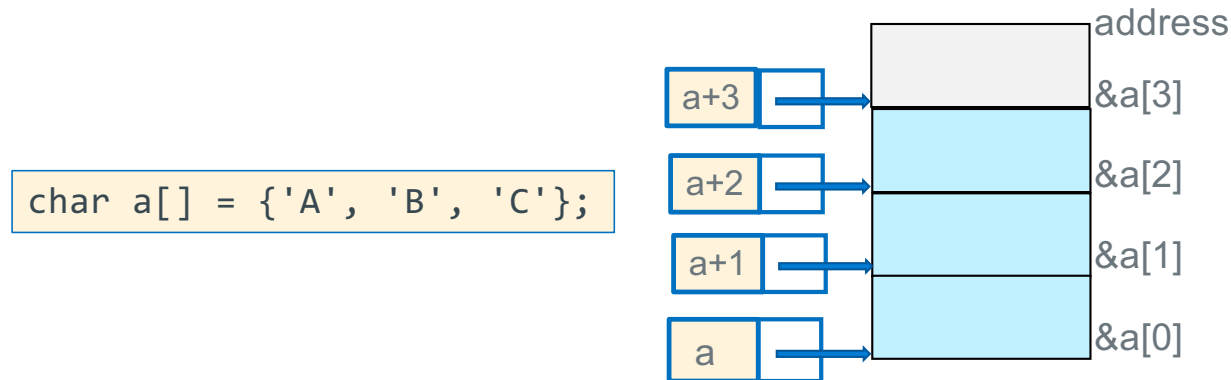 address
a+3
&a[3]
a+2
&a[2]
char a[] = {'A', 'B', 'C'};
a+1
&a[1]
a
&a[0]